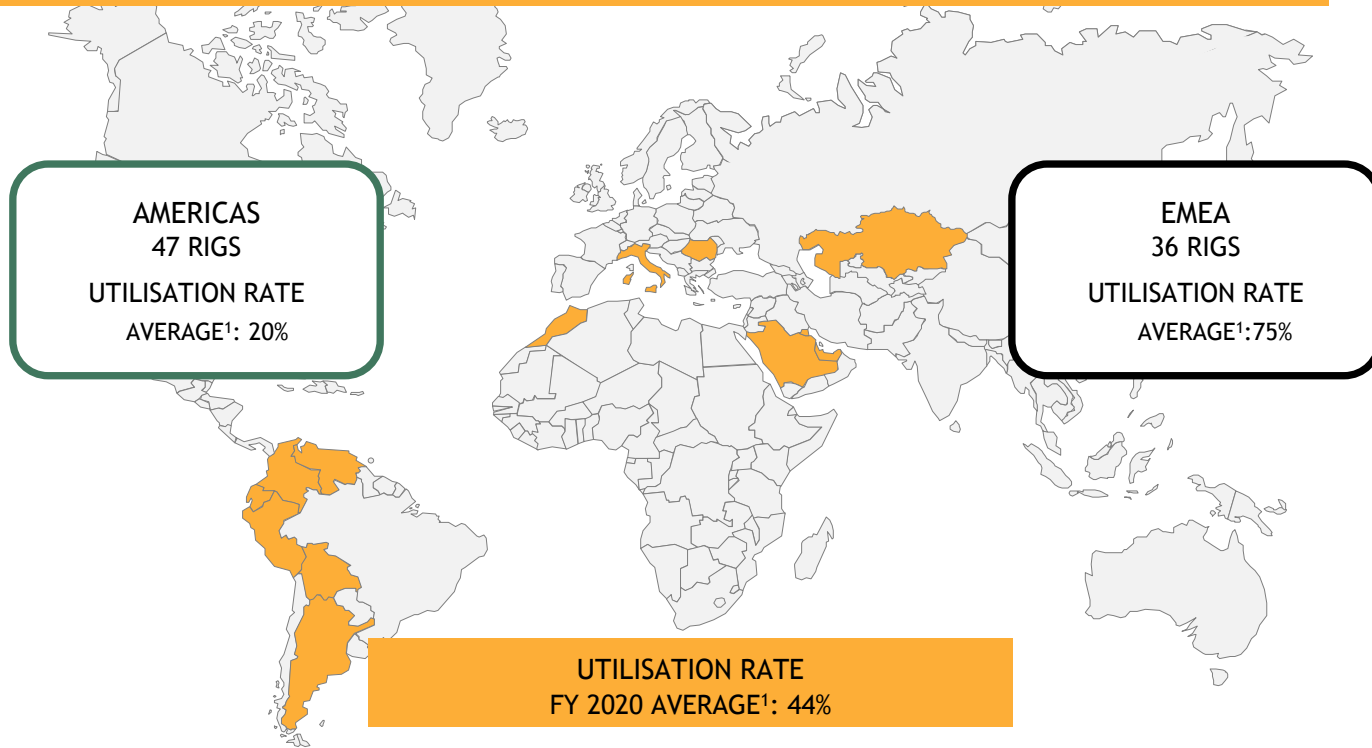 AMERICAS
47 RIGS
UTILISATION RATE
AVERAGE¹: 20%
EMEA
36 RIGS
UTILISATION RATE
AVERAGE¹:75%
UTILISATION RATE
FY 2020 AVERAGE¹: 44%